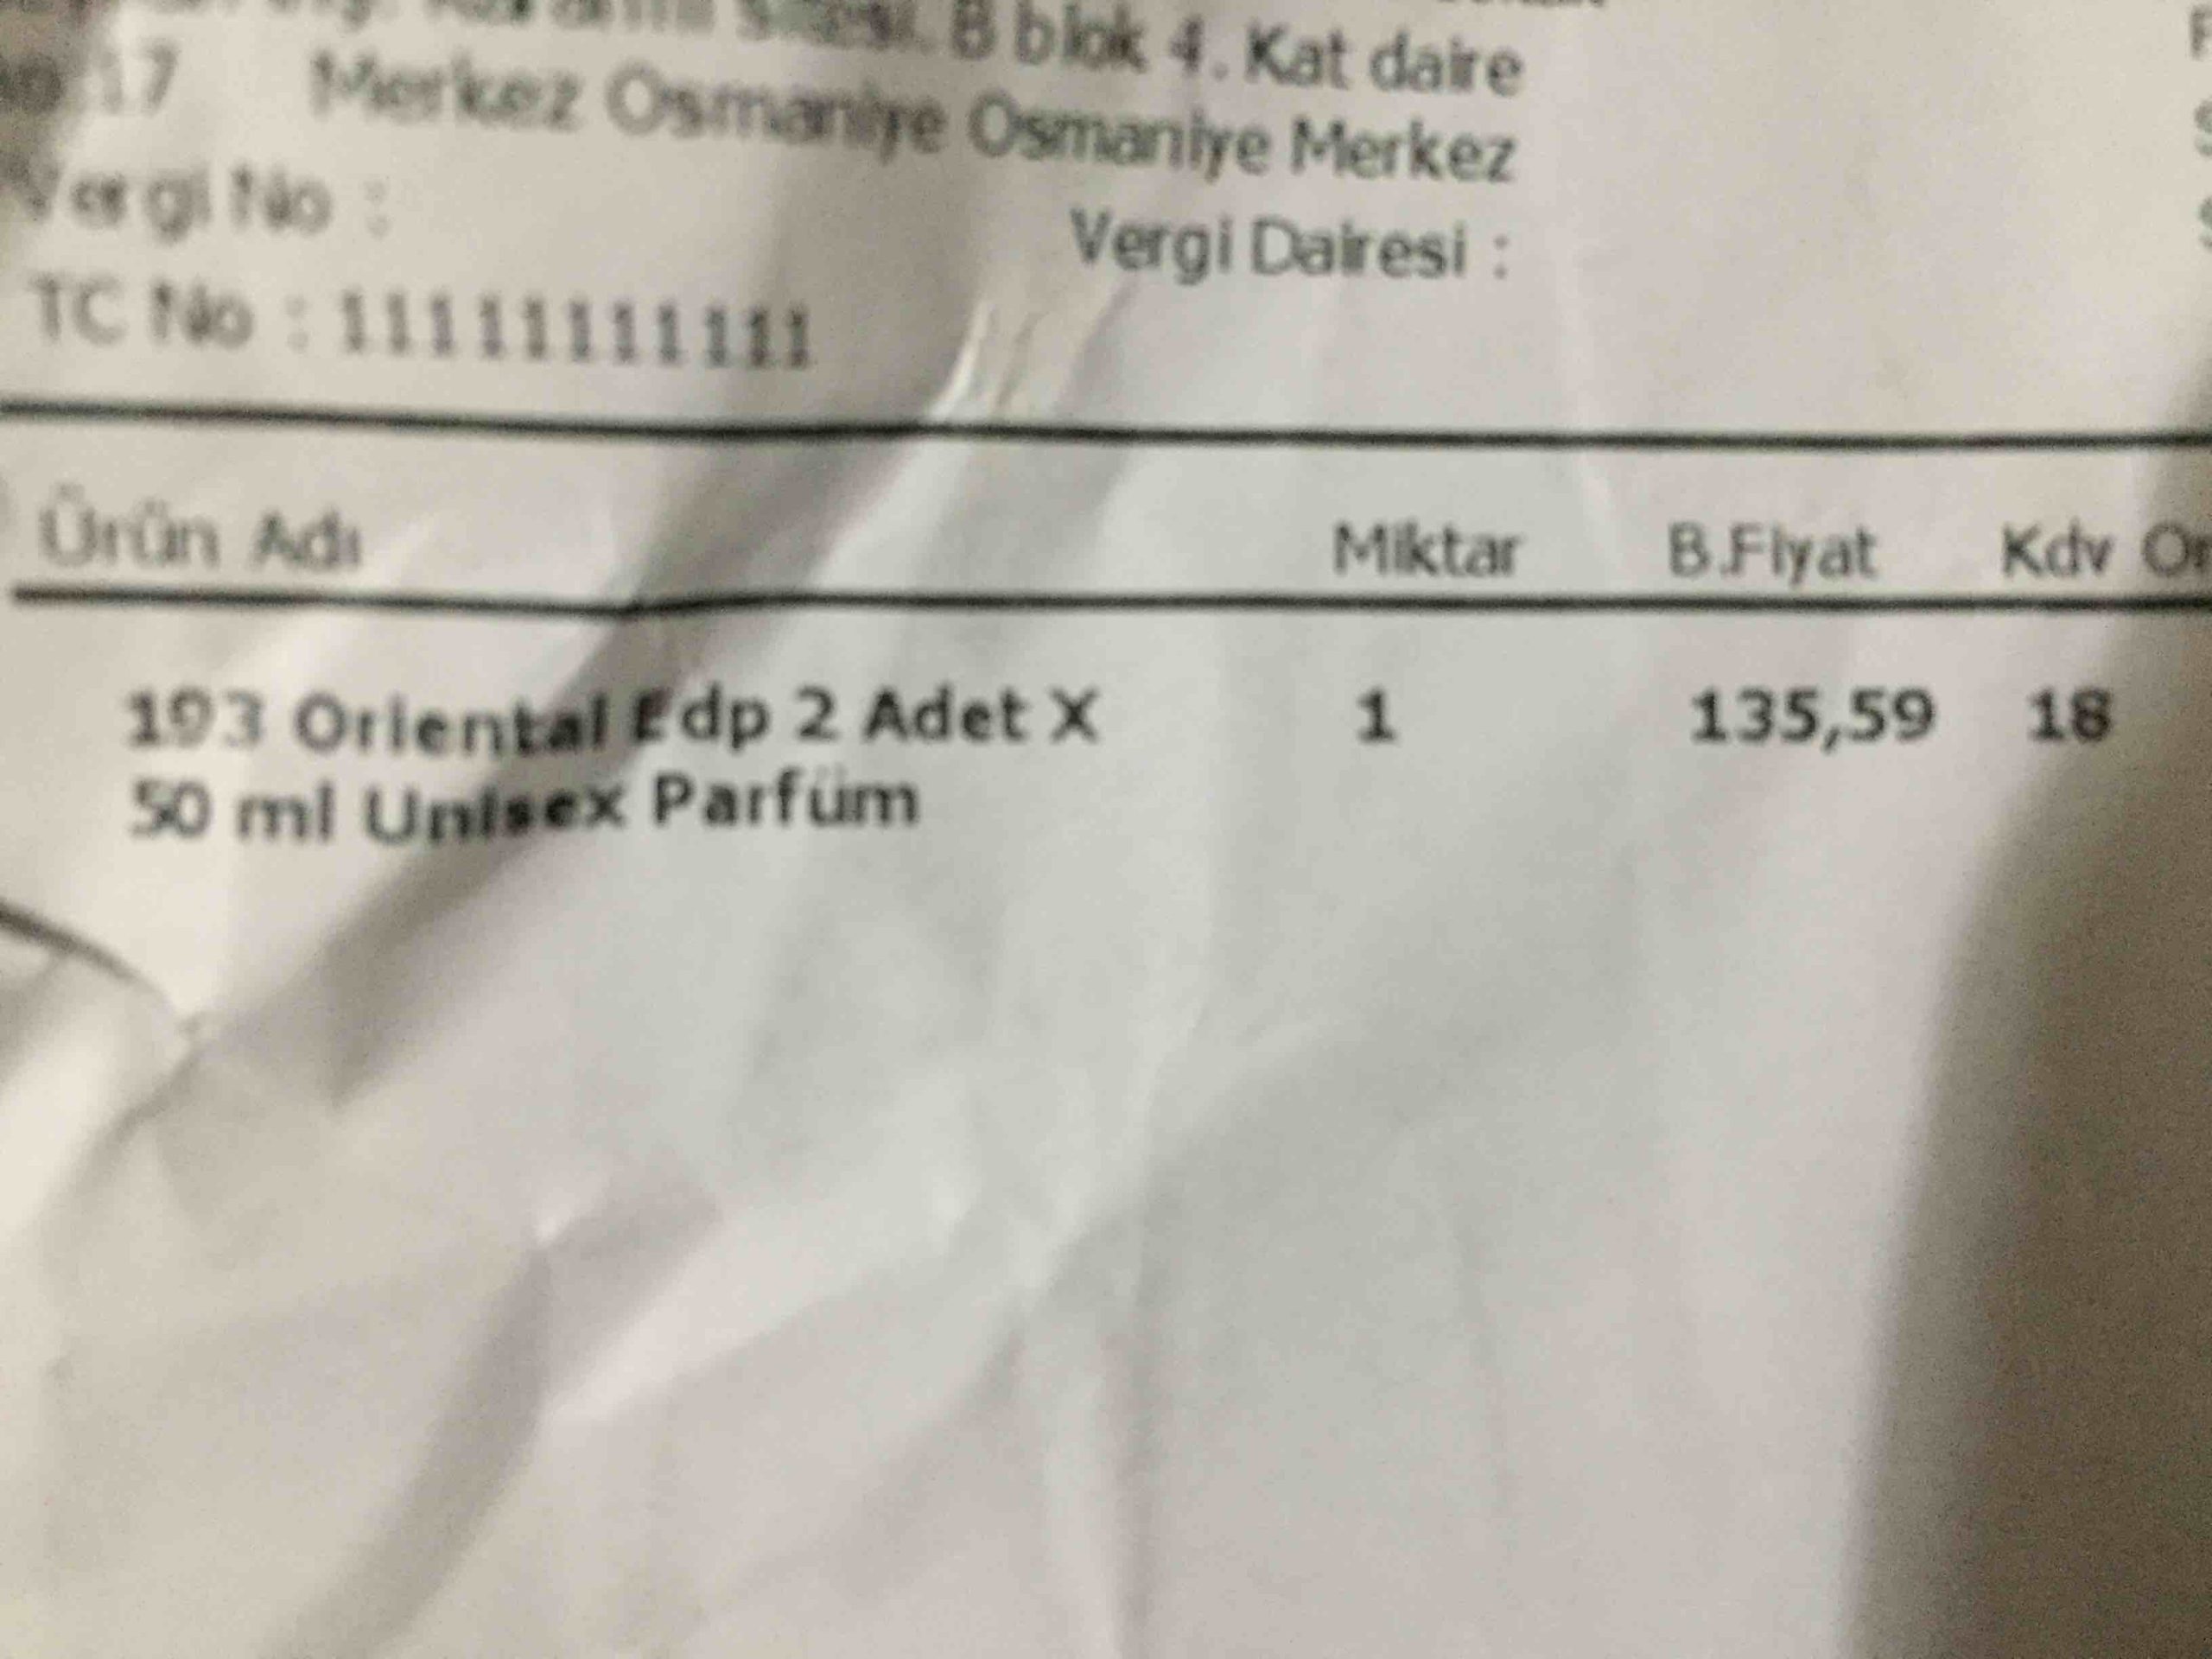 B blok 4. Kat daire
17 Merkez Osmaniye Osmaniye Merkez
Vergi No :
Vergi Dairesi :
TC No : 11111111111
Ürün Adı Miktar B.Fiyat Kdv
193 Oriental Edp 2 Adet X 1 135,59 18
50 ml Unisex Parfüm